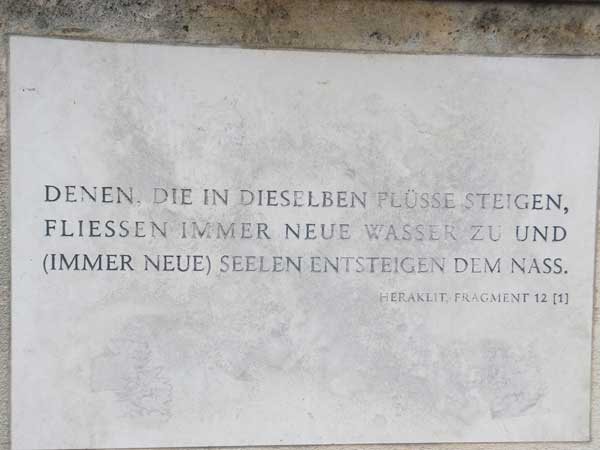 DENEN, DIE IN DIESELBEN FLÜSSE STEIGEN,
FLIESSEN IMMER NEUE WASSER ZU UND
(IMMER NEUE) SEELEN ENTSTEIGEN DEM NASS.
HERAKLIT, FRAGMENT 12 [1]